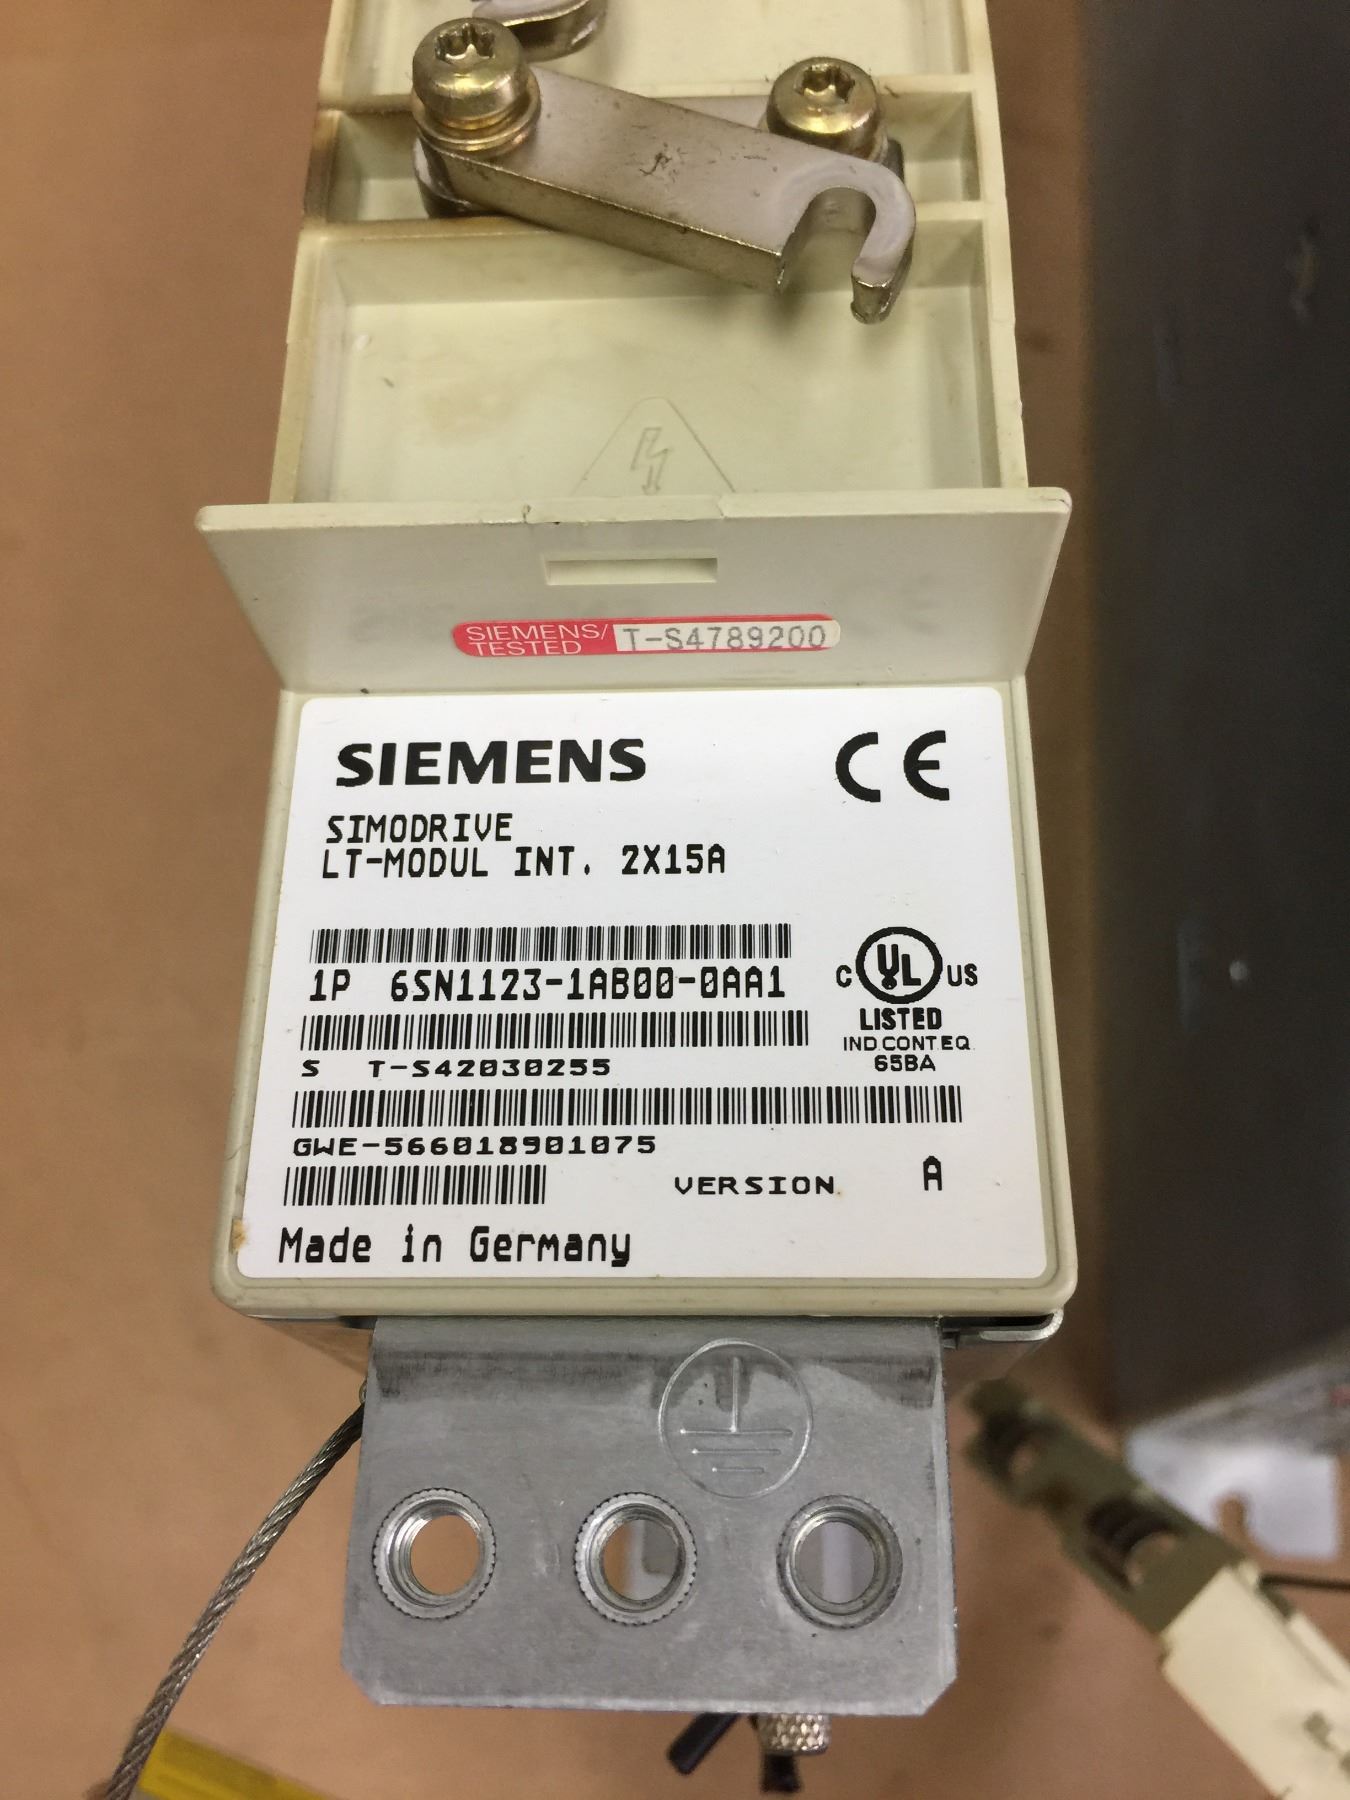 SIEMENS/
TESTED
T-S4789200
SIEMENS
CE
SIMODRIVE
LT-MODUL INT. 2X15A
1P 6SN1123-1AB00-0AA1
C UL US
LISTED
IND.CONT.EQ.
65BA
S T-S42030255
GWE-566018901075
VERSION A
Made in Germany